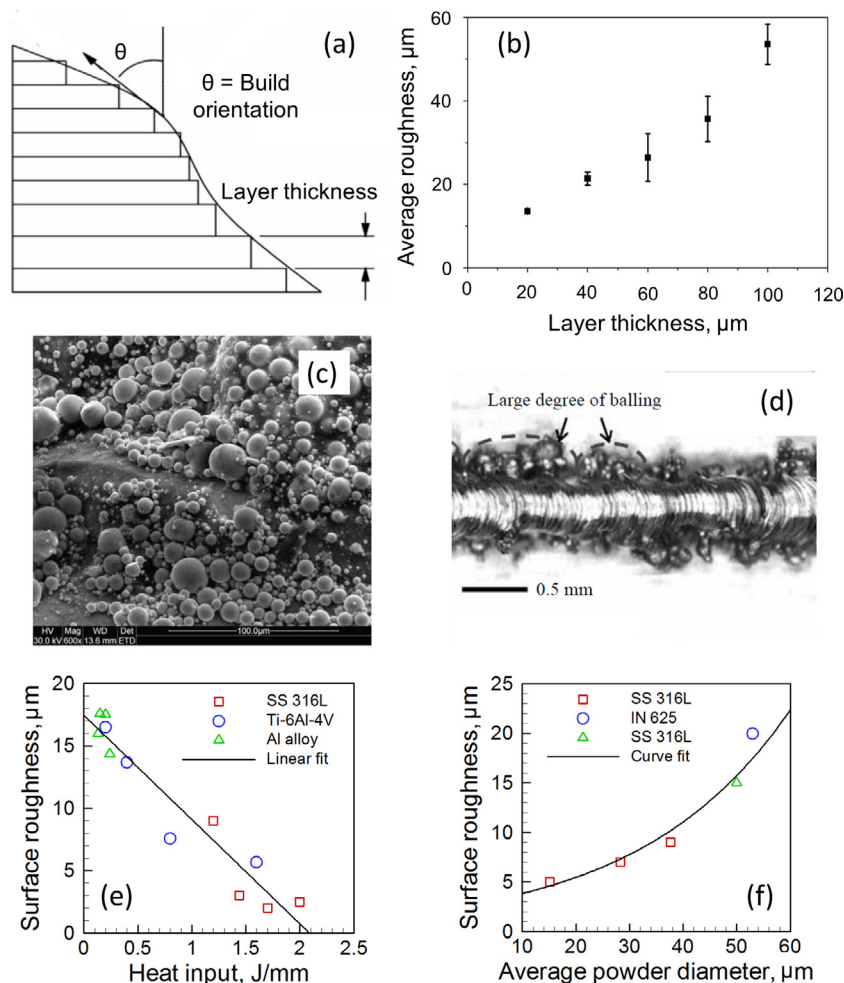 (a)
θ
θ = Build
orientation
Layer thickness
(b)
Average roughness, µm
60
40
20
0
0
20
40
60
80
100
120
Layer thickness, µm
(c)
HV Mag WD Det
30.0 kV 600x 13.6 mm ETD
100.0µm
(d)
Large degree of balling
0.5 mm
Surface roughness, µm
20
15
10
5
0
SS 316L
Ti-6Al-4V
Al alloy
Linear fit
(e)
0
0.5
1
1.5
2
2.5
Heat input, J/mm
Surface roughness, µm
25
20
15
10
5
0
SS 316L
IN 625
SS 316L
Curve fit
(f)
10
20
30
40
50
60
Average powder diameter, µm